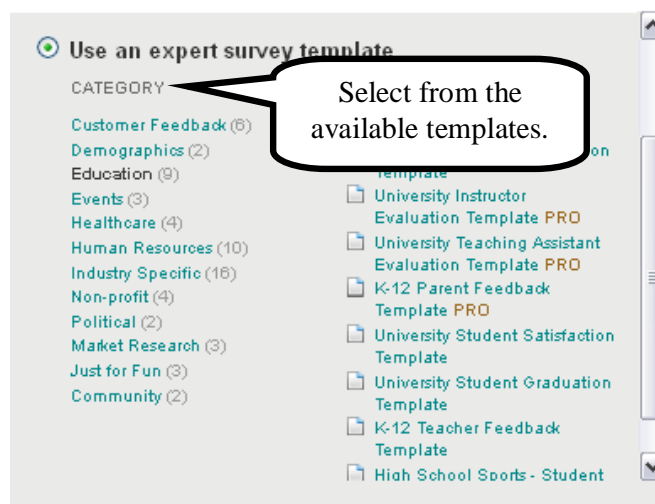 Use an expert survey template
CATEGORY
Select from the
available templates.
Customer Feedback (6)
Demographics (2)
Education (9)
Events (3)
Healthcare (4)
Human Resources (10)
Industry Specific (16)
Non-profit (4)
Political (2)
Market Research (3)
Just for Fun (3)
Community (2)
on
Template
University Instructor
Evaluation Template PRO
University Teaching Assistant
Evaluation Template PRO
K-12 Parent Feedback
Template PRO
University Student Satisfaction
Template
University Student Graduation
Template
K-12 Teacher Feedback
Template
High School Sports - Student